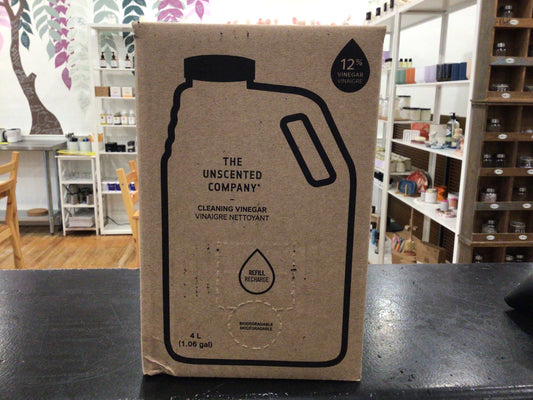 12%
VINEGAR
VINAIGRE
THE
UNSCENTED
COMPANY*
CLEANING VINEGAR
VINAIGRE NETTOYANT
REFILL
RECHARGE
BIODEGRADABLE
BIODÉGRADABLE
4 L
(1.06 gal)